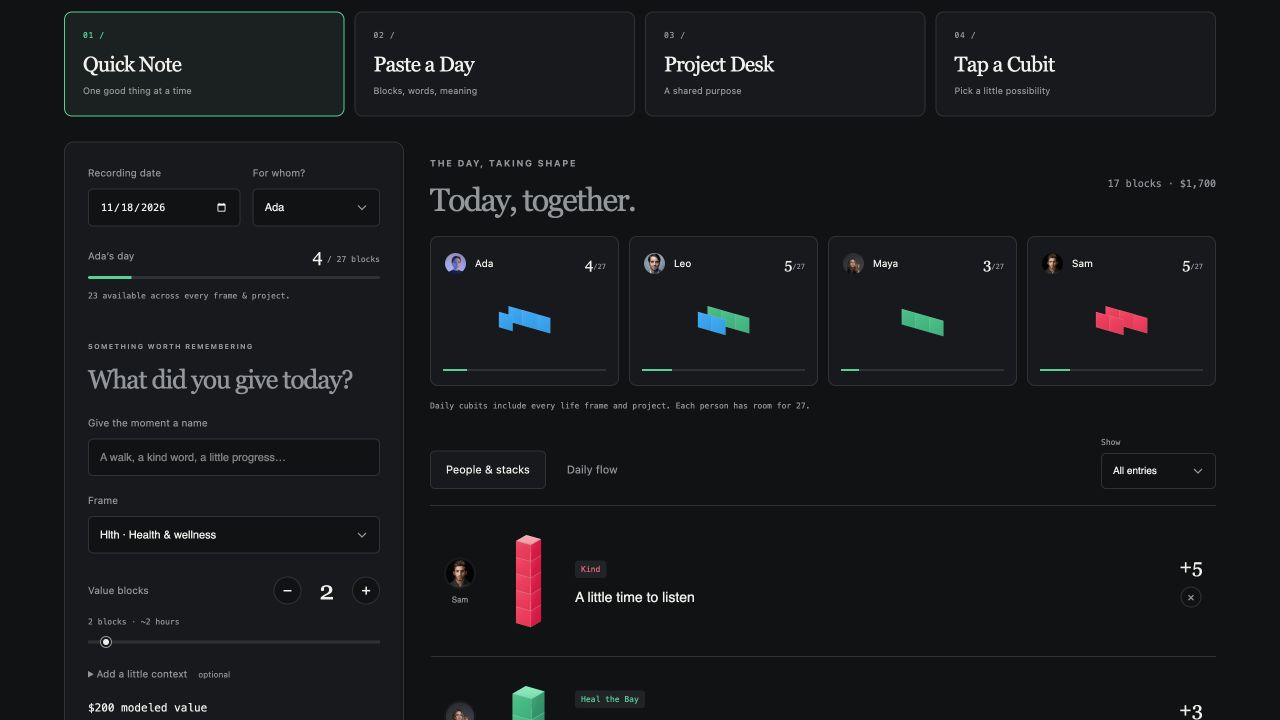 01 /
Quick Note
One good thing at a time
02 /
Paste a Day
Blocks, words, meaning
03 /
Project Desk
A shared purpose
04 /
Tap a Cubit
Pick a little possibility
Recording date
For whom?
11/18/2026
Ada
Ada's day
4 / 27 blocks
23 available across every frame & project.
SOMETHING WORTH REMEMBERING
What did you give today?
Give the moment a name
A walk, a kind word, a little progress…
Frame
Hlth · Health & wellness
Value blocks
− 2 +
2 blocks · ~2 hours
Add a little context optional
$200 modeled value
THE DAY, TAKING SHAPE
Today, together.
17 blocks · $1,700
Ada
4/27
Leo
5/27
Maya
3/27
Sam
5/27
Daily cubits include every life frame and project. Each person has room for 27.
People & stacks
Daily flow
Show
All entries
Sam
Kind
A little time to listen
+5
×
Heal the Bay
+3